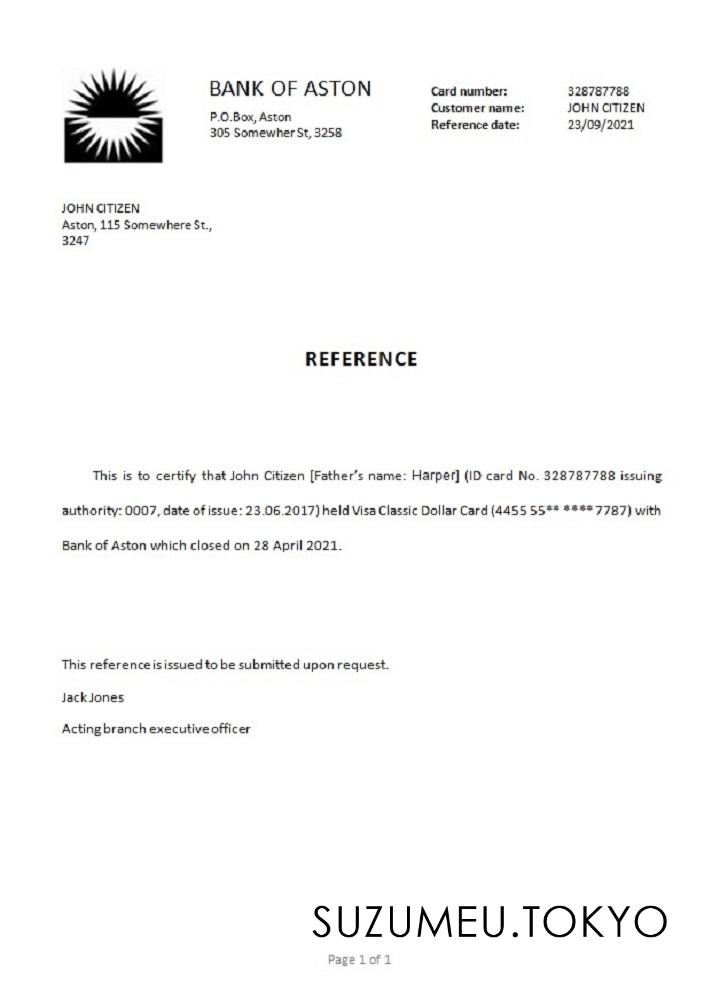 BANK OF ASTON
P.O.Box, Aston
305 Somewher St, 3258
Card number: 328787788
Customer name: JOHN CITIZEN
Reference date: 23/09/2021
JOHN CITIZEN
Aston, 115 Somewhere St.,
3247
REFERENCE
This is to certify that John Citizen [Father's name: Harper] (ID card No. 328787788 issuing
authority: 0007, date of issue: 23.06.2017) held Visa Classic Dollar Card (4455 55** **** 7787) with
Bank of Aston which closed on 28 April 2021.
This reference is issued to be submitted upon request.
Jack Jones
Acting branch executive officer
SUZUMEU.TOKYO
Page 1 of 1